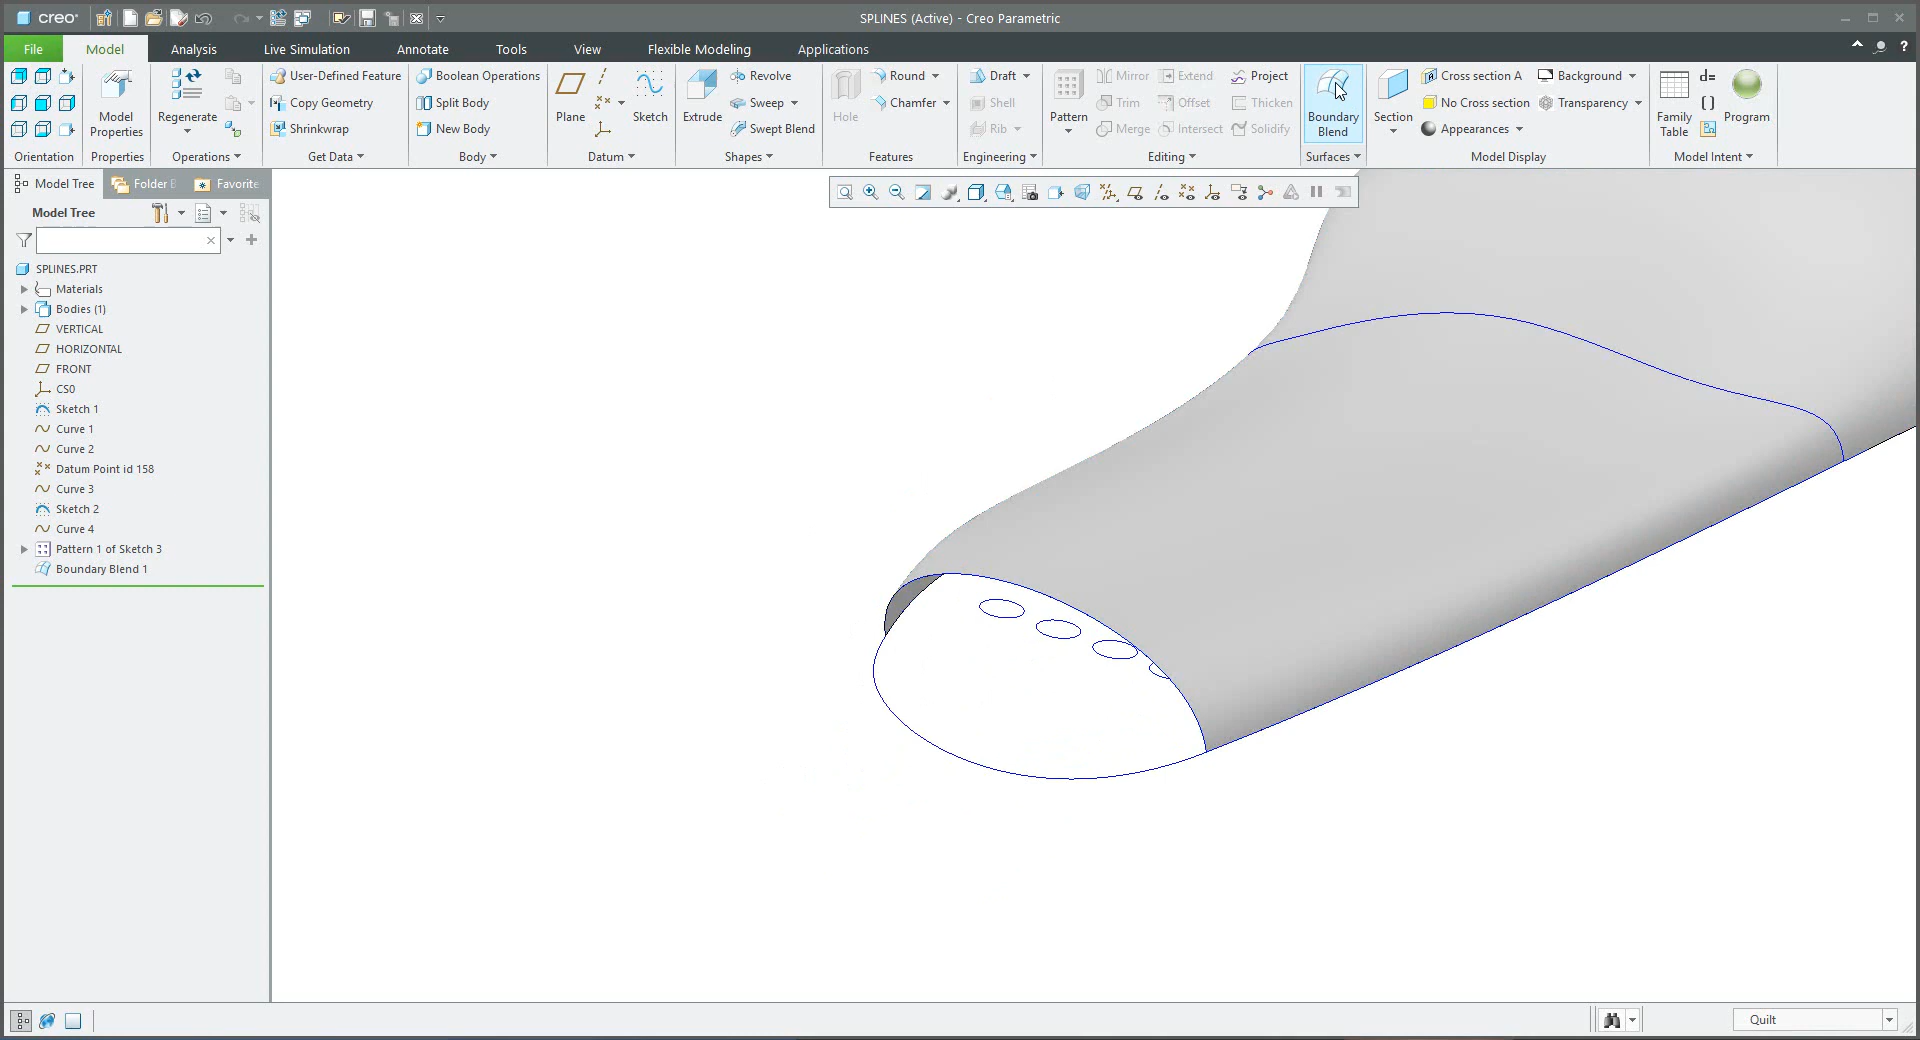 creo®
SPLINES (Active) - Creo Parametric
File Model Analysis Live Simulation Annotate Tools View Flexible Modeling Applications
User-Defined Feature
Copy Geometry
Shrinkwrap
Model Properties
Regenerate
Boolean Operations
Split Body
New Body
Plane
Sketch
Extrude
Revolve
Sweep
Swept Blend
Hole
Round
Chamfer
Draft
Shell
Rib
Pattern
Mirror Extend Project
Trim Offset Thicken
Merge Intersect Solidify
Boundary Blend
Section
Cross section A
No Cross section
Appearances
Background
Transparency
Family Table
d=
[ ]
Program
Orientation Properties Operations Get Data Body Datum Shapes Features Engineering Editing Surfaces Model Display Model Intent
Model Tree Folder B Favorite
Model Tree
SPLINES.PRT
Materials
Bodies (1)
VERTICAL
HORIZONTAL
FRONT
CS0
Sketch 1
Curve 1
Curve 2
Datum Point id 158
Curve 3
Sketch 2
Curve 4
Pattern 1 of Sketch 3
Boundary Blend 1
Quilt